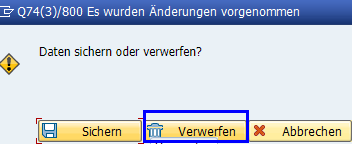 Q74(3)/800 Es wurden Änderungen vorgenommen
Daten sichern oder verwerfen?
Sichern Verwerfen Abbrechen